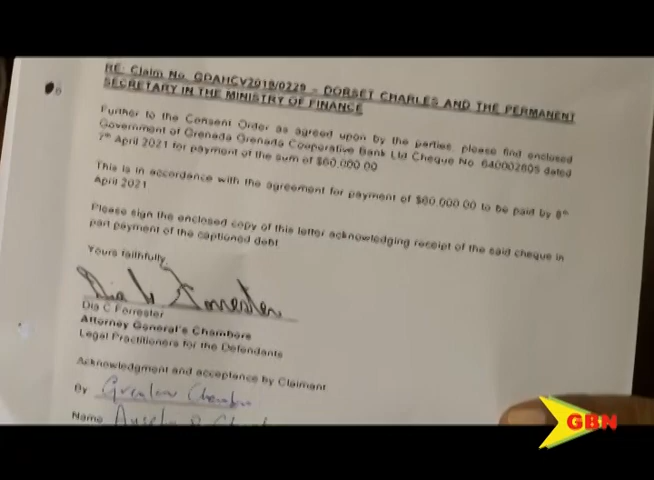 RE: Claim No. GDAHCV2019/0229 – DORSET CHARLES AND THE PERMANENT
SECRETARY IN THE MINISTRY OF FINANCE
Further to the Consent Order as agreed upon by the parties, please find enclosed
Government of Grenada Grenada Cooperative Bank Ltd Cheque No. 640002605 dated
7th April 2021 for payment of the sum of $60,000.00
This is in accordance with the agreement for payment of $60,000.00 to be paid by 8th
April 2021
Please sign the enclosed copy of this letter acknowledging receipt of the said cheque in
part payment of the captioned debt
Yours faithfully,
Dia C Forrester
Dia C Forrester
Attorney General's Chambers
Legal Practitioners for the Defendants
Acknowledgment and acceptance by Claimant
By
Name
GBN